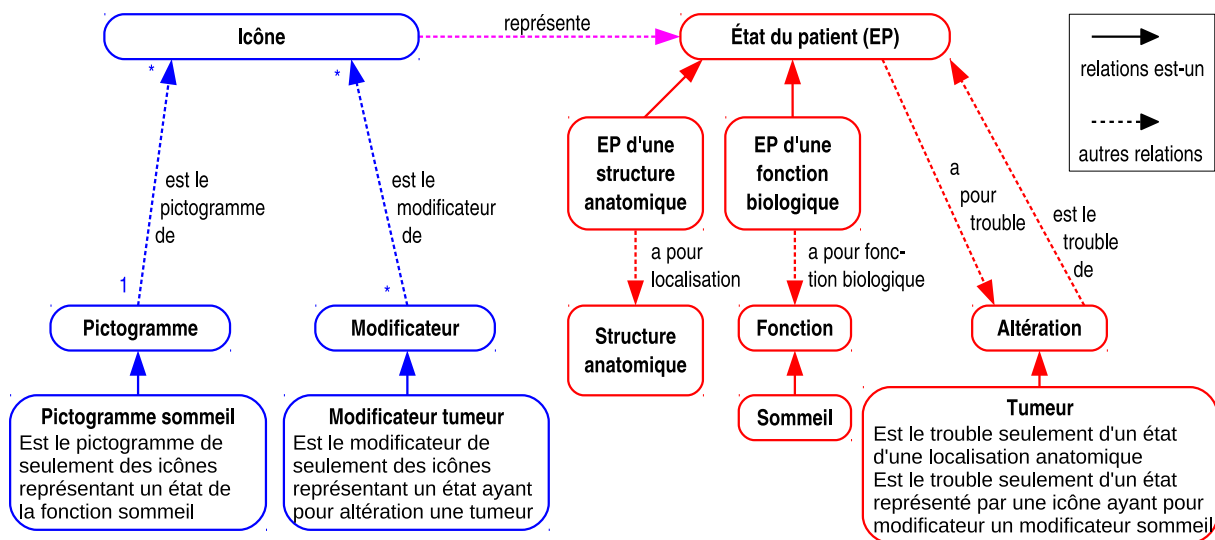 représente
Icône
État du patient (EP)
relations est-un
autres relations
*
*
est le
pictogramme
de
est le
modificateur
de
EP d'une
structure
anatomique
EP d'une
fonction
biologique
a
pour
trouble
est le
trouble
de
a pour
localisation
a pour fonc-
tion biologique
1
*
Pictogramme
Modificateur
Structure
anatomique
Fonction
Altération
Pictogramme sommeil
Est le pictogramme de
seulement des icônes
représentant un état de
la fonction sommeil
Modificateur tumeur
Est le modificateur de
seulement des icônes
représentant un état ayant
pour altération une tumeur
Sommeil
Tumeur
Est le trouble seulement d'un état
d'une localisation anatomique
Est le trouble seulement d'un état
représenté par une icône ayant pour
modificateur un modificateur sommeil